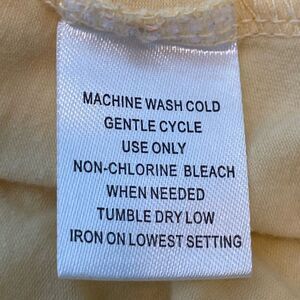 MACHINE WASH COLD
GENTLE CYCLE
USE ONLY
NON-CHLORINE BLEACH
WHEN NEEDED
TUMBLE DRY LOW
IRON ON LOWEST SETTING